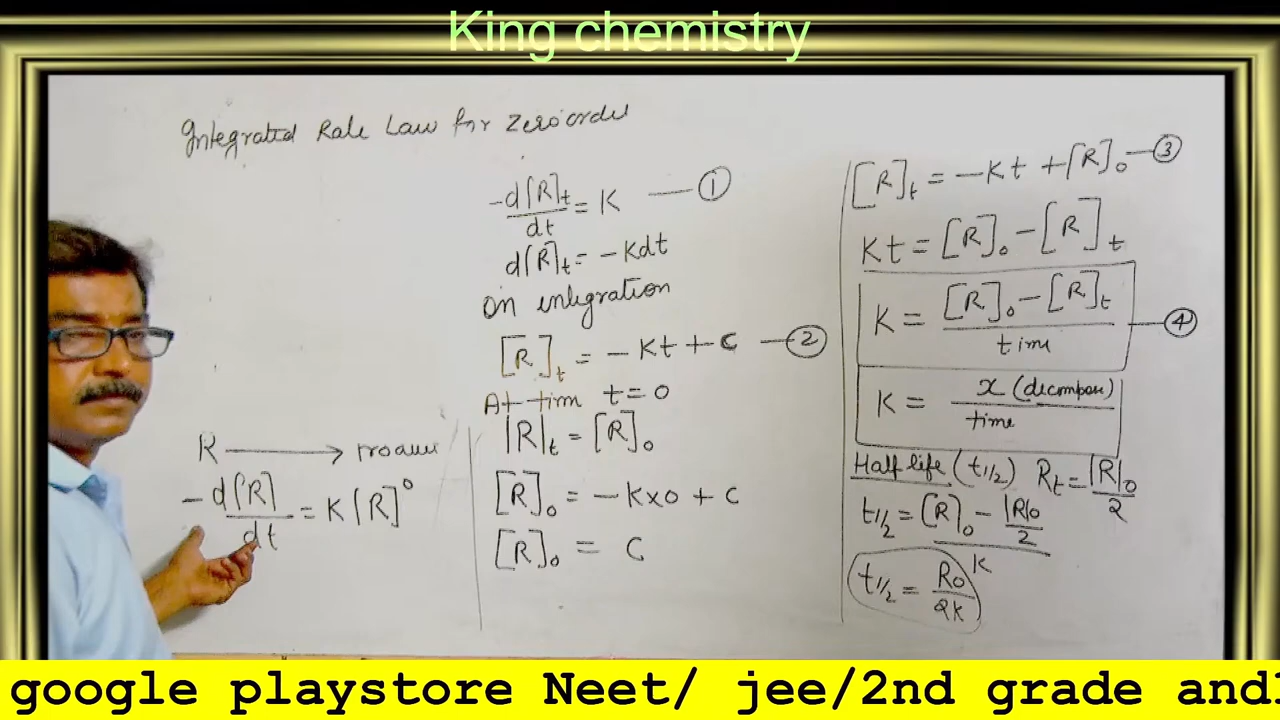 King chemistry
Integrated Rate Law for zero order
R ⟶ Product
-d[R]/dt = K[R]⁰
-d[R]t/dt = K — ①
d[R]t = -Kdt
On integration
[R]t = -Kt + C — ②
At tim t=0
|R|t = [R]₀
[R]₀ = -K×0 + C
[R]₀ = C
[R]t = -Kt + [R]₀ — ③
Kt = [R]₀ - [R]t
K = [R]₀ - [R]t / time — ④
K = x (decompose) / time
Half life (t1/2) Rt = |R|₀/2
t1/2 = [R]₀ - |R|₀/2 / K
t1/2 = R₀/2K
google playstore Neet/ jee/2nd grade and